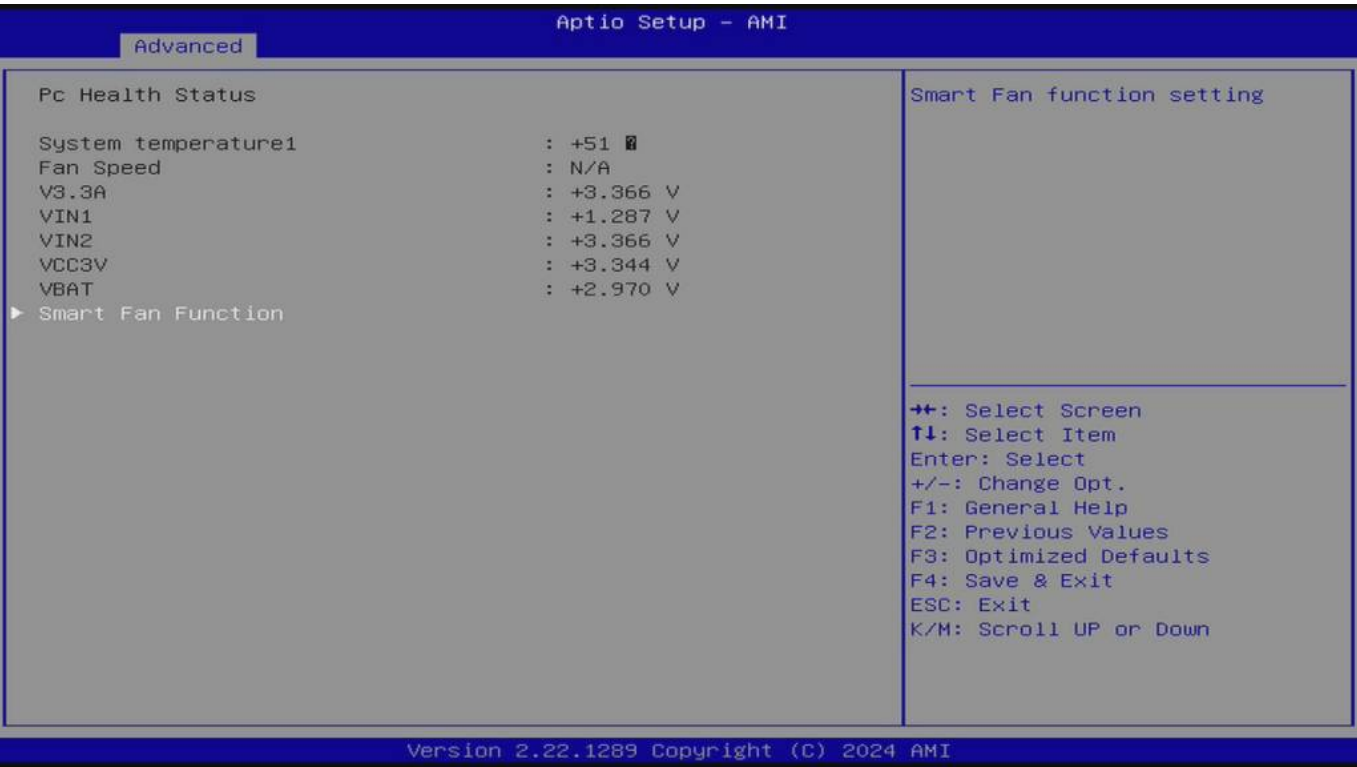 Aptio Setup – AMI
Advanced
Pc Health Status
System temperature1 : +51 �
Fan Speed : N/A
V3.3A : +3.366 V
VIN1 : +1.287 V
VIN2 : +3.366 V
VCC3V : +3.344 V
VBAT : +2.970 V
► Smart Fan Function
Smart Fan function setting
→←: Select Screen
↑↓: Select Item
Enter: Select
+/-: Change Opt.
F1: General Help
F2: Previous Values
F3: Optimized Defaults
F4: Save & Exit
ESC: Exit
K/M: Scroll UP or Down
Version 2.22.1289 Copyright (C) 2024 AMI